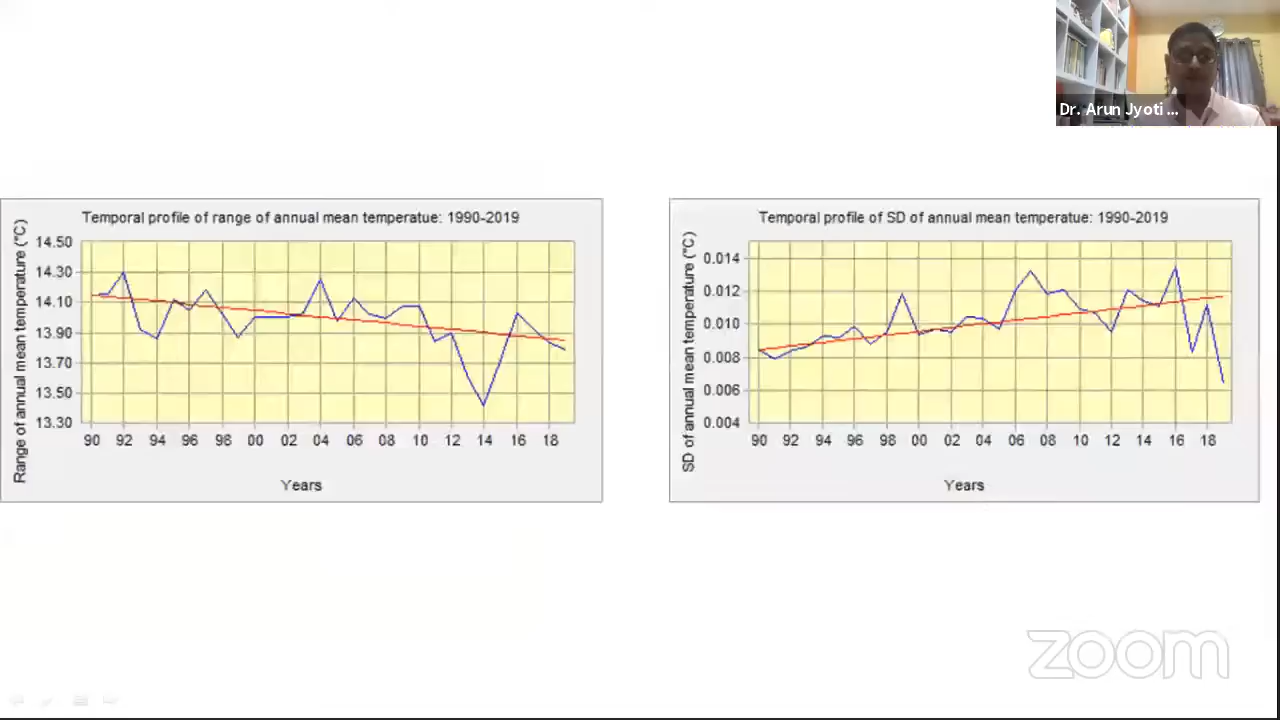 Dr. Arun Jyoti ...
Temporal profile of range of annual mean temperatue: 1990-2019
Range of annual mean temperature (°C)
14.50
14.30
14.10
13.90
13.70
13.50
13.30
90 92 94 96 98 00 02 04 06 08 10 12 14 16 18
Years
Temporal profile of SD of annual mean temperatue: 1990-2019
SD of annual mean temperature (°C)
0.014
0.012
0.010
0.008
0.006
0.004
90 92 94 96 00 02 04 06 08 10 12 14 16 18
Years
zoom